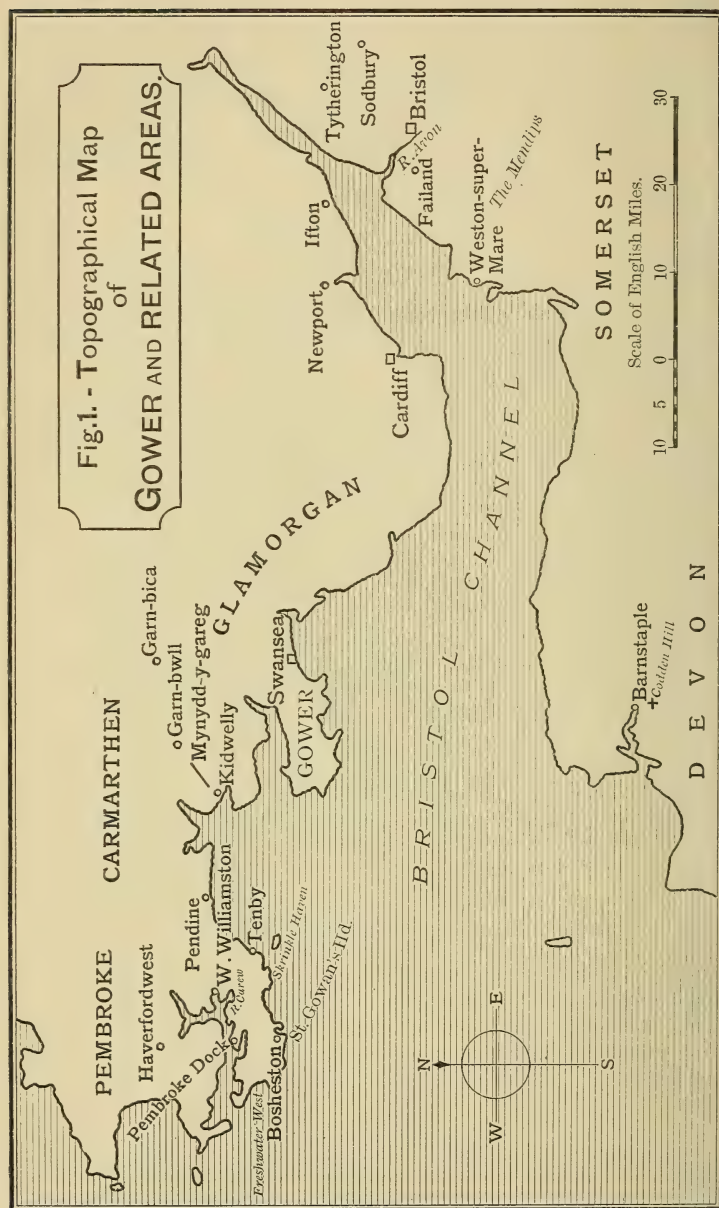 Fig.1. - Topographical Map
of
GOWER AND RELATED AREAS.
PEMBROKE
CARMARTHEN
GLAMORGAN
Haverfordwest
Pembroke Dock
Pendine
W. Williamston
R. Carew
Tenby
Skrinkle Haven
Freshwater West
Bosheston
St. Gowan's Hd.
Garn-bica
Garn-bwll
Mynydd-y-gareg
Kidwelly
Swansea
GOWER
Newport
Ifton
Cardiff
Tytherington
Sodbury
Bristol
R. Avon
Failand
Weston-super-
Mare
The Mendips
BRISTOL CHANNEL
SOMERSET
Scale of English Miles.
10 5 0 10 20 30
Barnstaple
Codden Hill
DEVON
N
W E
S